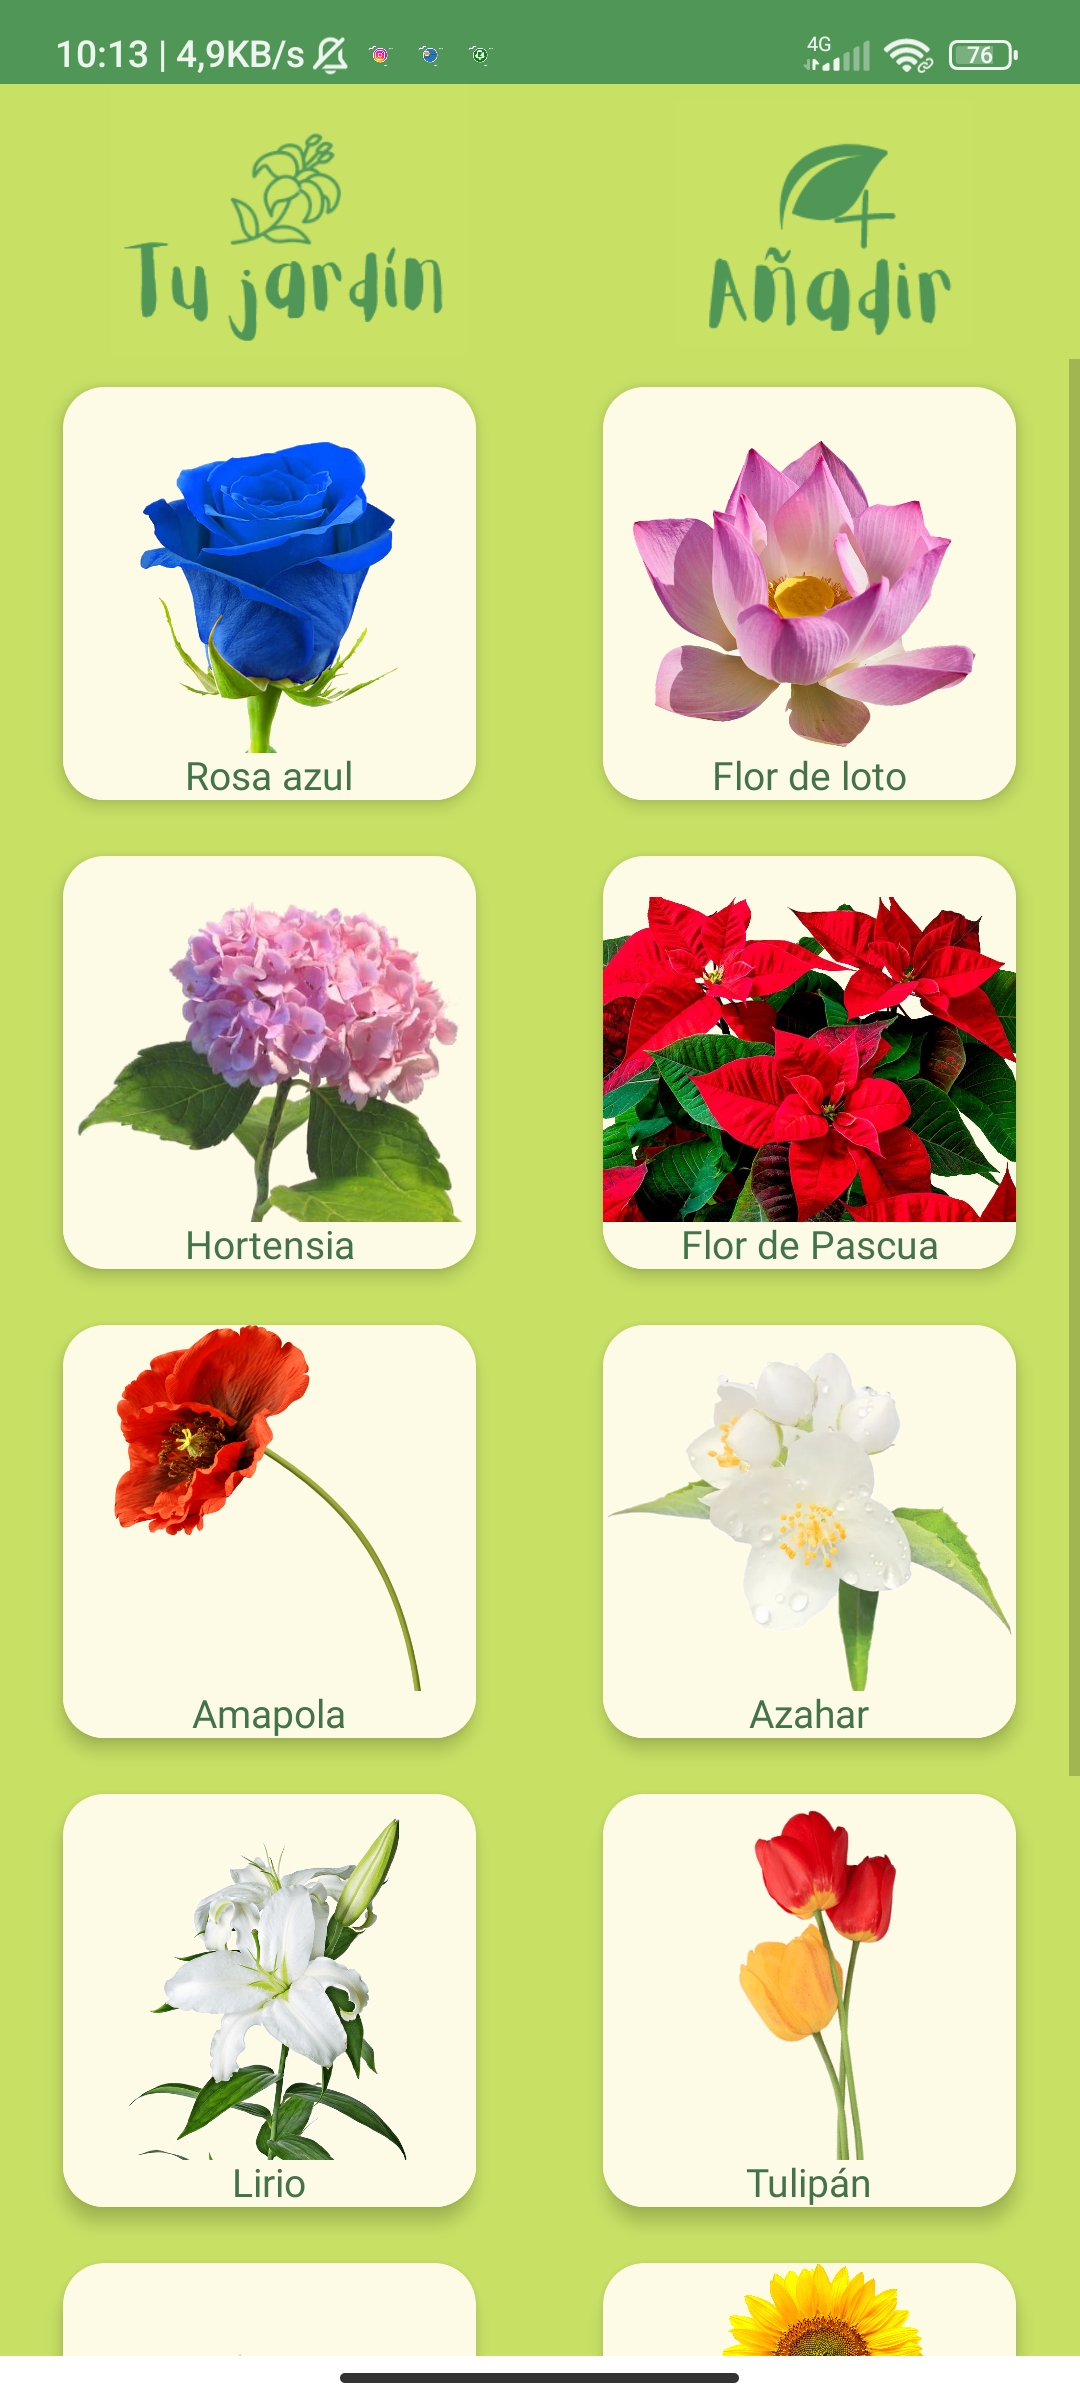 10:13 | 4,9KB/s
4G
76
Tu jardín
Añadir
Rosa azul
Flor de loto
Hortensia
Flor de Pascua
Amapola
Azahar
Lirio
Tulipán